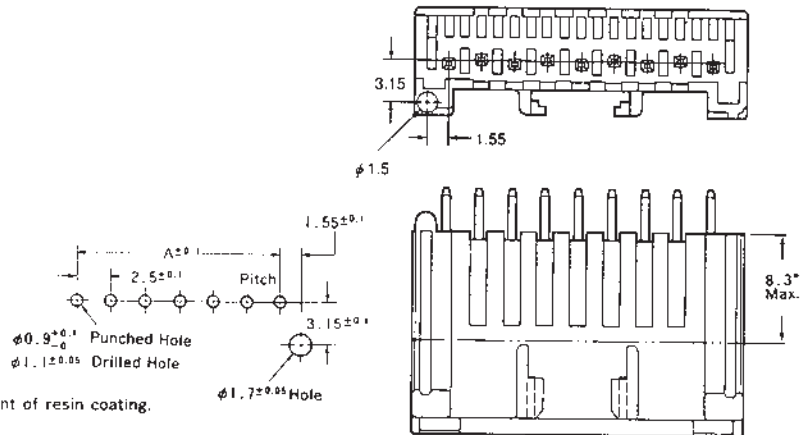 3.15
1.55
φ1.5
1.55±0.1
A±0.1
2.5±0.1 Pitch
8.3*
Max.
3.15±0.1
φ0.9+0.1-0 Punched Hole
φ1.1±0.05 Drilled Hole
φ1.7±0.05 Hole
nt of resin coating.